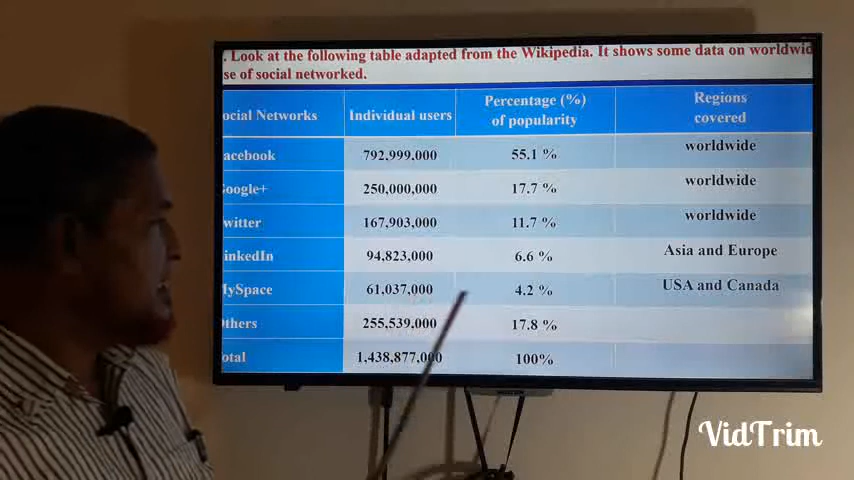 . Look at the following table adapted from the Wikipedia. It shows some data on worldwid
se of social networked.
ocial Networks Individual users Percentage (%) of popularity Regions covered
acebook 792,999,000 55.1 % worldwide
oogle+ 250,000,000 17.7 % worldwide
witter 167,903,000 11.7 % worldwide
inkedIn 94,823,000 6.6 % Asia and Europe
MySpace 61,037,000 4.2 % USA and Canada
thers 255,539,000 17.8 %
otal 1,438,877,000 100%
VidTrim